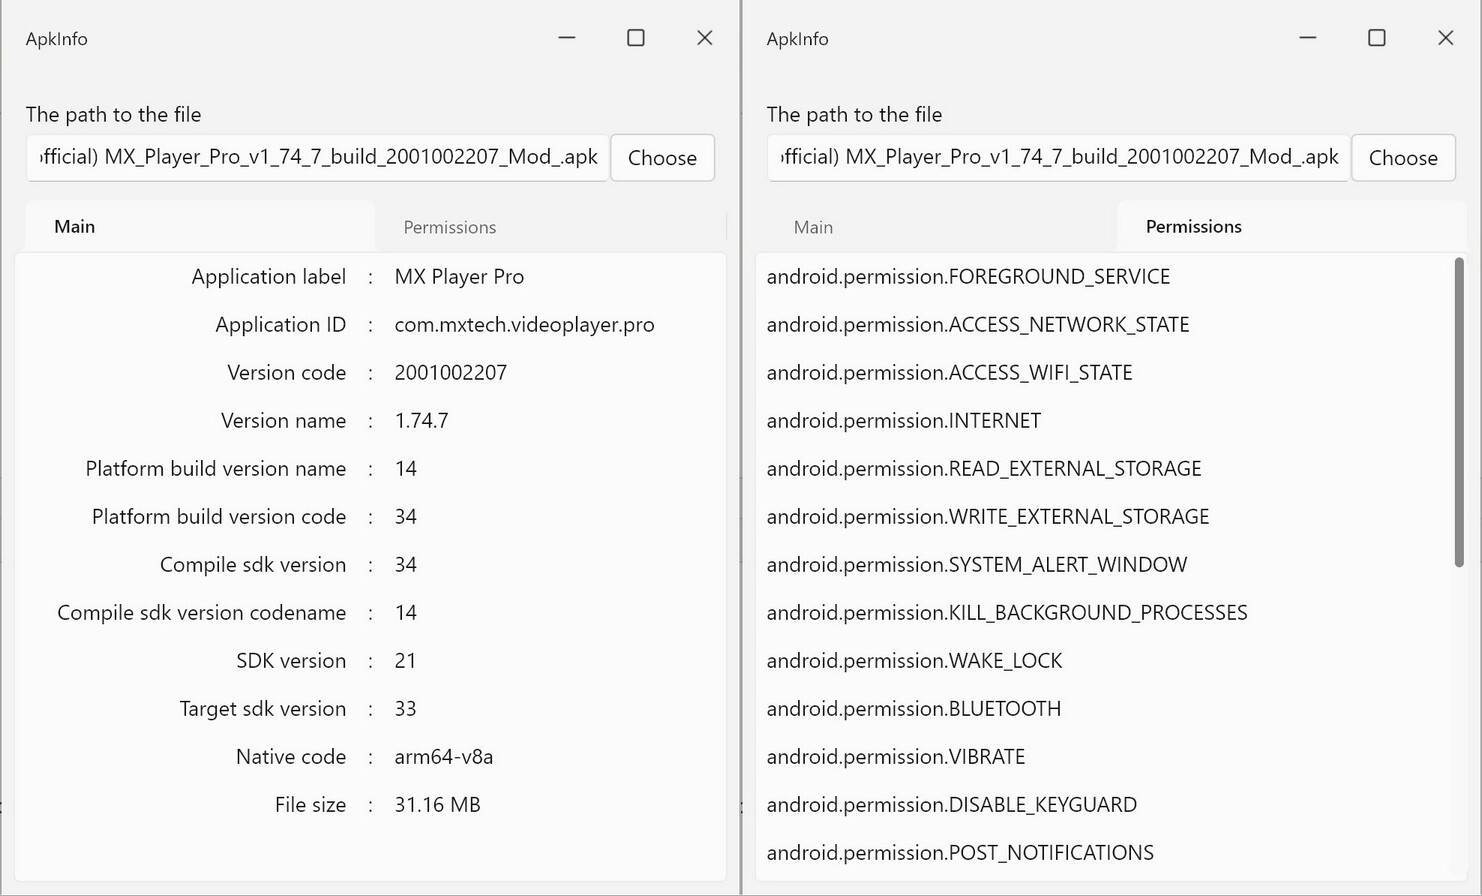 ApkInfo
The path to the file
fficial) MX_Player_Pro_v1_74_7_build_2001002207_Mod_.apk Choose
Main Permissions
Application label : MX Player Pro
Application ID : com.mxtech.videoplayer.pro
Version code : 2001002207
Version name : 1.74.7
Platform build version name : 14
Platform build version code : 34
Compile sdk version : 34
Compile sdk version codename : 14
SDK version : 21
Target sdk version : 33
Native code : arm64-v8a
File size : 31.16 MB
ApkInfo
The path to the file
fficial) MX_Player_Pro_v1_74_7_build_2001002207_Mod_.apk Choose
Main Permissions
android.permission.FOREGROUND_SERVICE
android.permission.ACCESS_NETWORK_STATE
android.permission.ACCESS_WIFI_STATE
android.permission.INTERNET
android.permission.READ_EXTERNAL_STORAGE
android.permission.WRITE_EXTERNAL_STORAGE
android.permission.SYSTEM_ALERT_WINDOW
android.permission.KILL_BACKGROUND_PROCESSES
android.permission.WAKE_LOCK
android.permission.BLUETOOTH
android.permission.VIBRATE
android.permission.DISABLE_KEYGUARD
android.permission.POST_NOTIFICATIONS